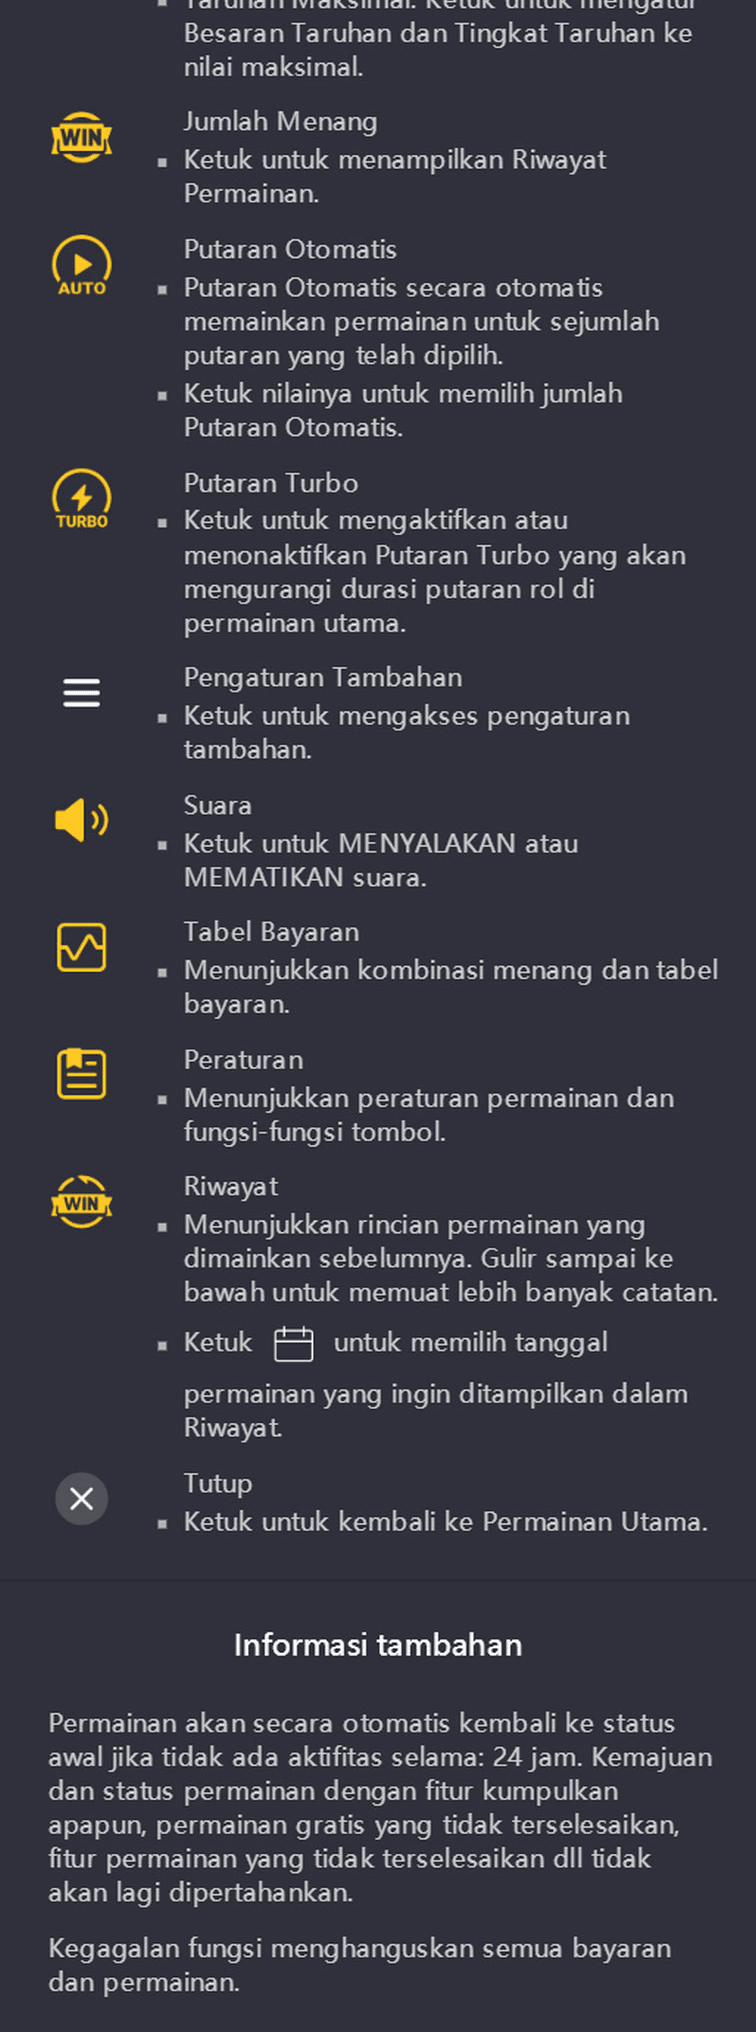 Taruhan Maksimal: Ketuk untuk mengatur
Besaran Taruhan dan Tingkat Taruhan ke
nilai maksimal.
WIN
Jumlah Menang
▪ Ketuk untuk menampilkan Riwayat
Permainan.
AUTO
Putaran Otomatis
▪ Putaran Otomatis secara otomatis
memainkan permainan untuk sejumlah
putaran yang telah dipilih.
▪ Ketuk nilainya untuk memilih jumlah
Putaran Otomatis.
TURBO
Putaran Turbo
▪ Ketuk untuk mengaktifkan atau
menonaktifkan Putaran Turbo yang akan
mengurangi durasi putaran rol di
permainan utama.
Pengaturan Tambahan
▪ Ketuk untuk mengakses pengaturan
tambahan.
Suara
▪ Ketuk untuk MENYALAKAN atau
MEMATIKAN suara.
Tabel Bayaran
▪ Menunjukkan kombinasi menang dan tabel
bayaran.
Peraturan
▪ Menunjukkan peraturan permainan dan
fungsi-fungsi tombol.
WIN
Riwayat
▪ Menunjukkan rincian permainan yang
dimainkan sebelumnya. Gulir sampai ke
bawah untuk memuat lebih banyak catatan.
▪ Ketuk untuk memilih tanggal
permainan yang ingin ditampilkan dalam
Riwayat.
Tutup
▪ Ketuk untuk kembali ke Permainan Utama.
Informasi tambahan
Permainan akan secara otomatis kembali ke status
awal jika tidak ada aktifitas selama: 24 jam. Kemajuan
dan status permainan dengan fitur kumpulkan
apapun, permainan gratis yang tidak terselesaikan,
fitur permainan yang tidak terselesaikan dll tidak
akan lagi dipertahankan.
Kegagalan fungsi menghanguskan semua bayaran
dan permainan.